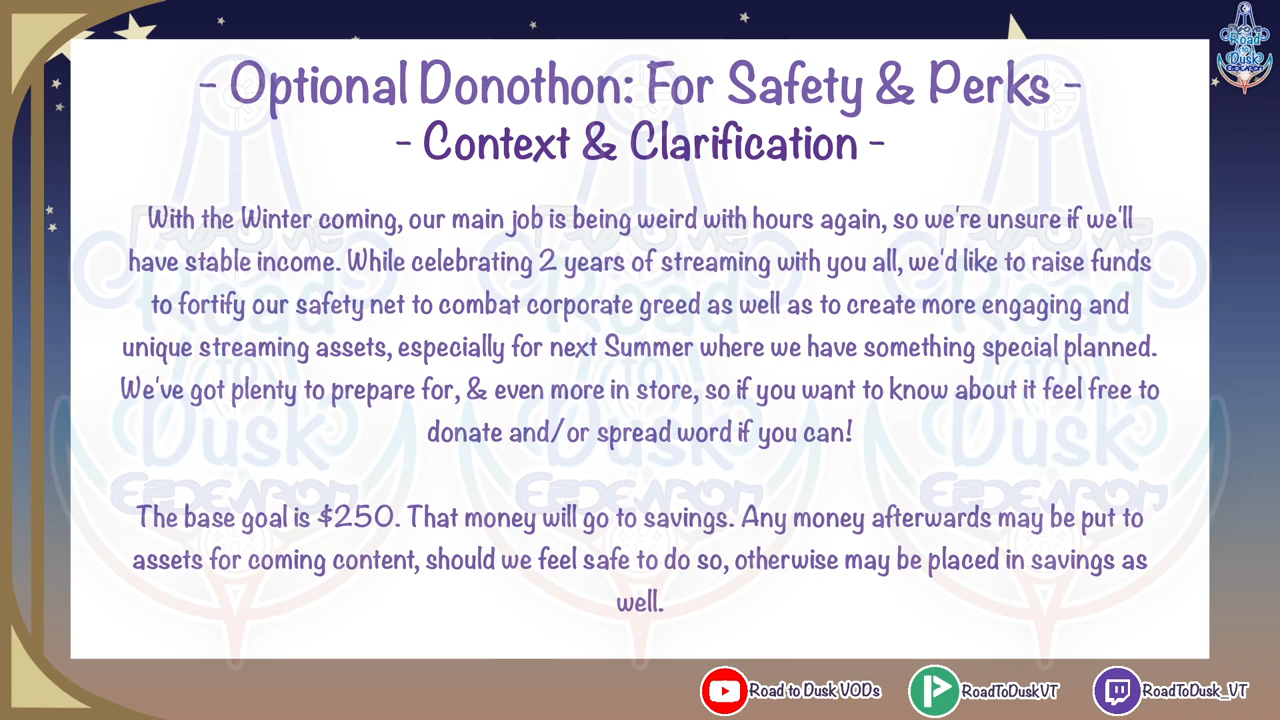 - Optional Donothon: For Safety & Perks -
- Context & Clarification -
With the Winter coming, our main job is being weird with hours again, so we're unsure if we'll
have stable income. While celebrating 2 years of streaming with you all, we'd like to raise funds
to fortify our safety net to combat corporate greed as well as to create more engaging and
unique streaming assets, especially for next Summer where we have something special planned.
We've got plenty to prepare for, & even more in store, so if you want to know about it feel free to
donate and/or spread word if you can!
The base goal is $250. That money will go to savings. Any money afterwards may be put to
assets for coming content, should we feel safe to do so, otherwise may be placed in savings as
well.
Road to Dusk VODs
RoadToDuskVT
RoadToDusk_VT
Road
to
Dusk